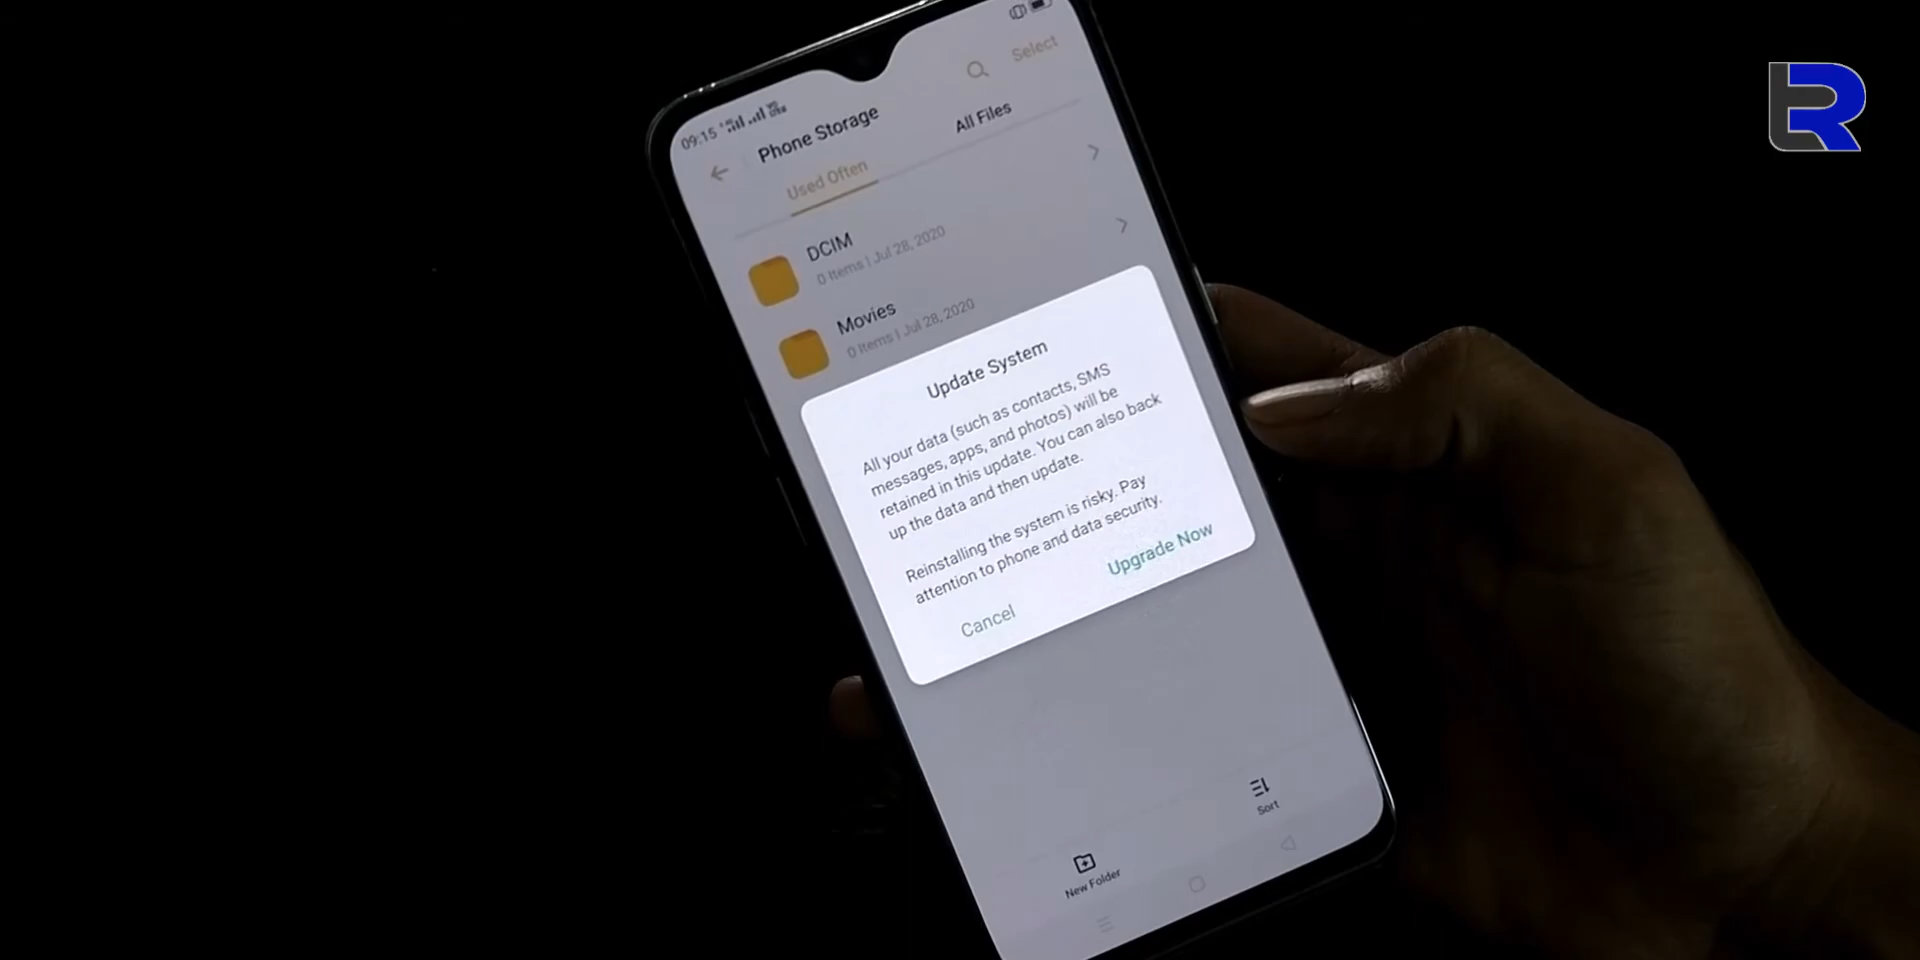 09:15
Select
Phone Storage
Used Often
All Files
DCIM
0 Items | Jul 28, 2020
Movies
0 Items | Jul 28, 2020
Update System
All your data (such as contacts, SMS
messages, apps, and photos) will be
retained in this update. You can also back
up the data and then update.
Reinstalling the system is risky. Pay
attention to phone and data security.
Cancel
Upgrade Now
Sort
New Folder